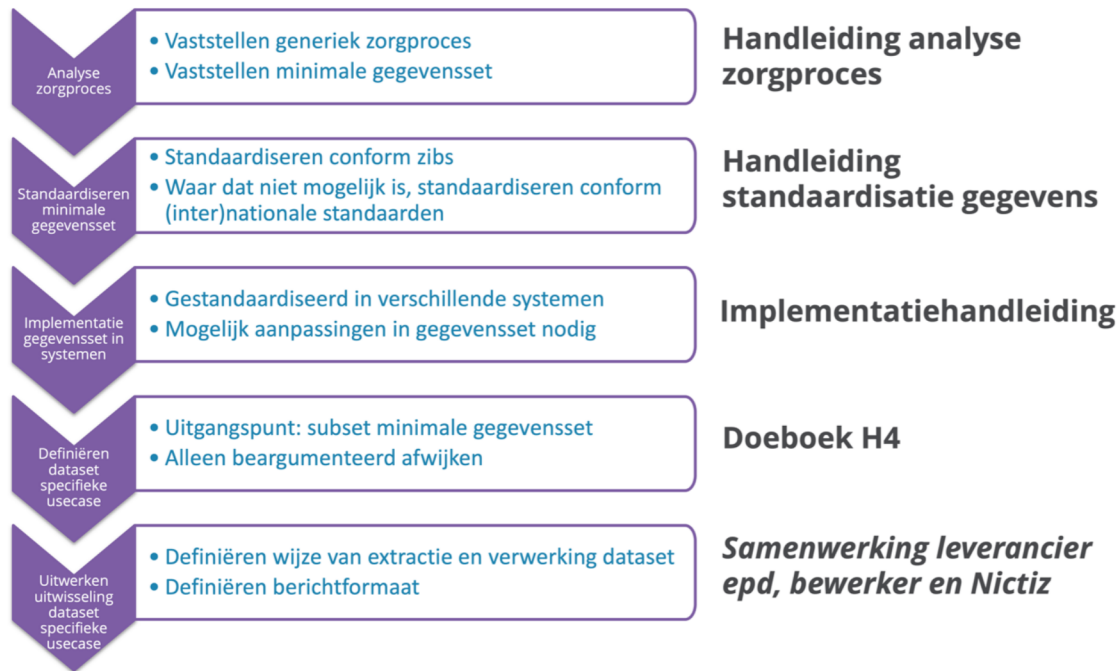 Analyse
zorgproces
• Vaststellen generiek zorgproces
• Vaststellen minimale gegevensset
Handleiding analyse
zorgproces
Standaardiseren
minimale
gegevensset
• Standaardiseren conform zibs
• Waar dat niet mogelijk is, standaardiseren conform
(inter)nationale standaarden
Handleiding
standaardisatie gegevens
Implementatie
gegevensset in
systemen
• Gestandaardiseerd in verschillende systemen
• Mogelijk aanpassingen in gegevensset nodig
Implementatiehandleiding
Definiëren
dataset
specifieke
usecase
• Uitgangspunt: subset minimale gegevensset
• Alleen beargumenteerd afwijken
Doeboek H4
Uitwerken
uitwisseling
dataset
specifieke
usecase
• Definiëren wijze van extractie en verwerking dataset
• Definiëren berichtformaat
Samenwerking leverancier
epd, bewerker en Nictiz